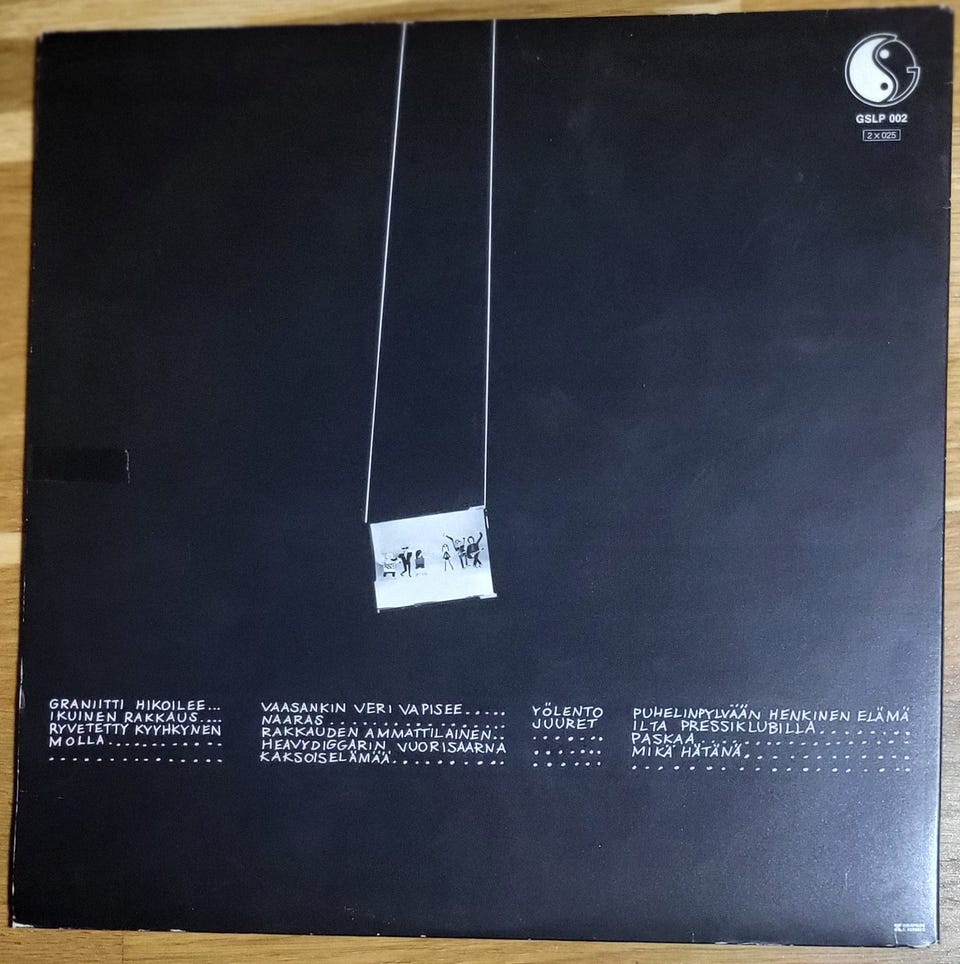 GSLP 002
2 x 025
GRANIITTI HIKOILEE...
IKUINEN RAKKAUS....
RYVETETTY KYYHKYNEN
MOLLA..............
VAASANKIN VERI VAPISEE.....
NAARAS....................
RAKKAUDEN AMMATTILAINEN..
HEAVYDIGGARIN VUORISAARNA
KAKSOISELÄMÄÄ.............
YÖLENTO
JUURET
PUHELINPYLVÄÄN HENKINEN ELÄMÄ
ILTA PRESSIKLUBILLA..........
PASKAA.....................
MIKÄ HÄTÄNÄ................